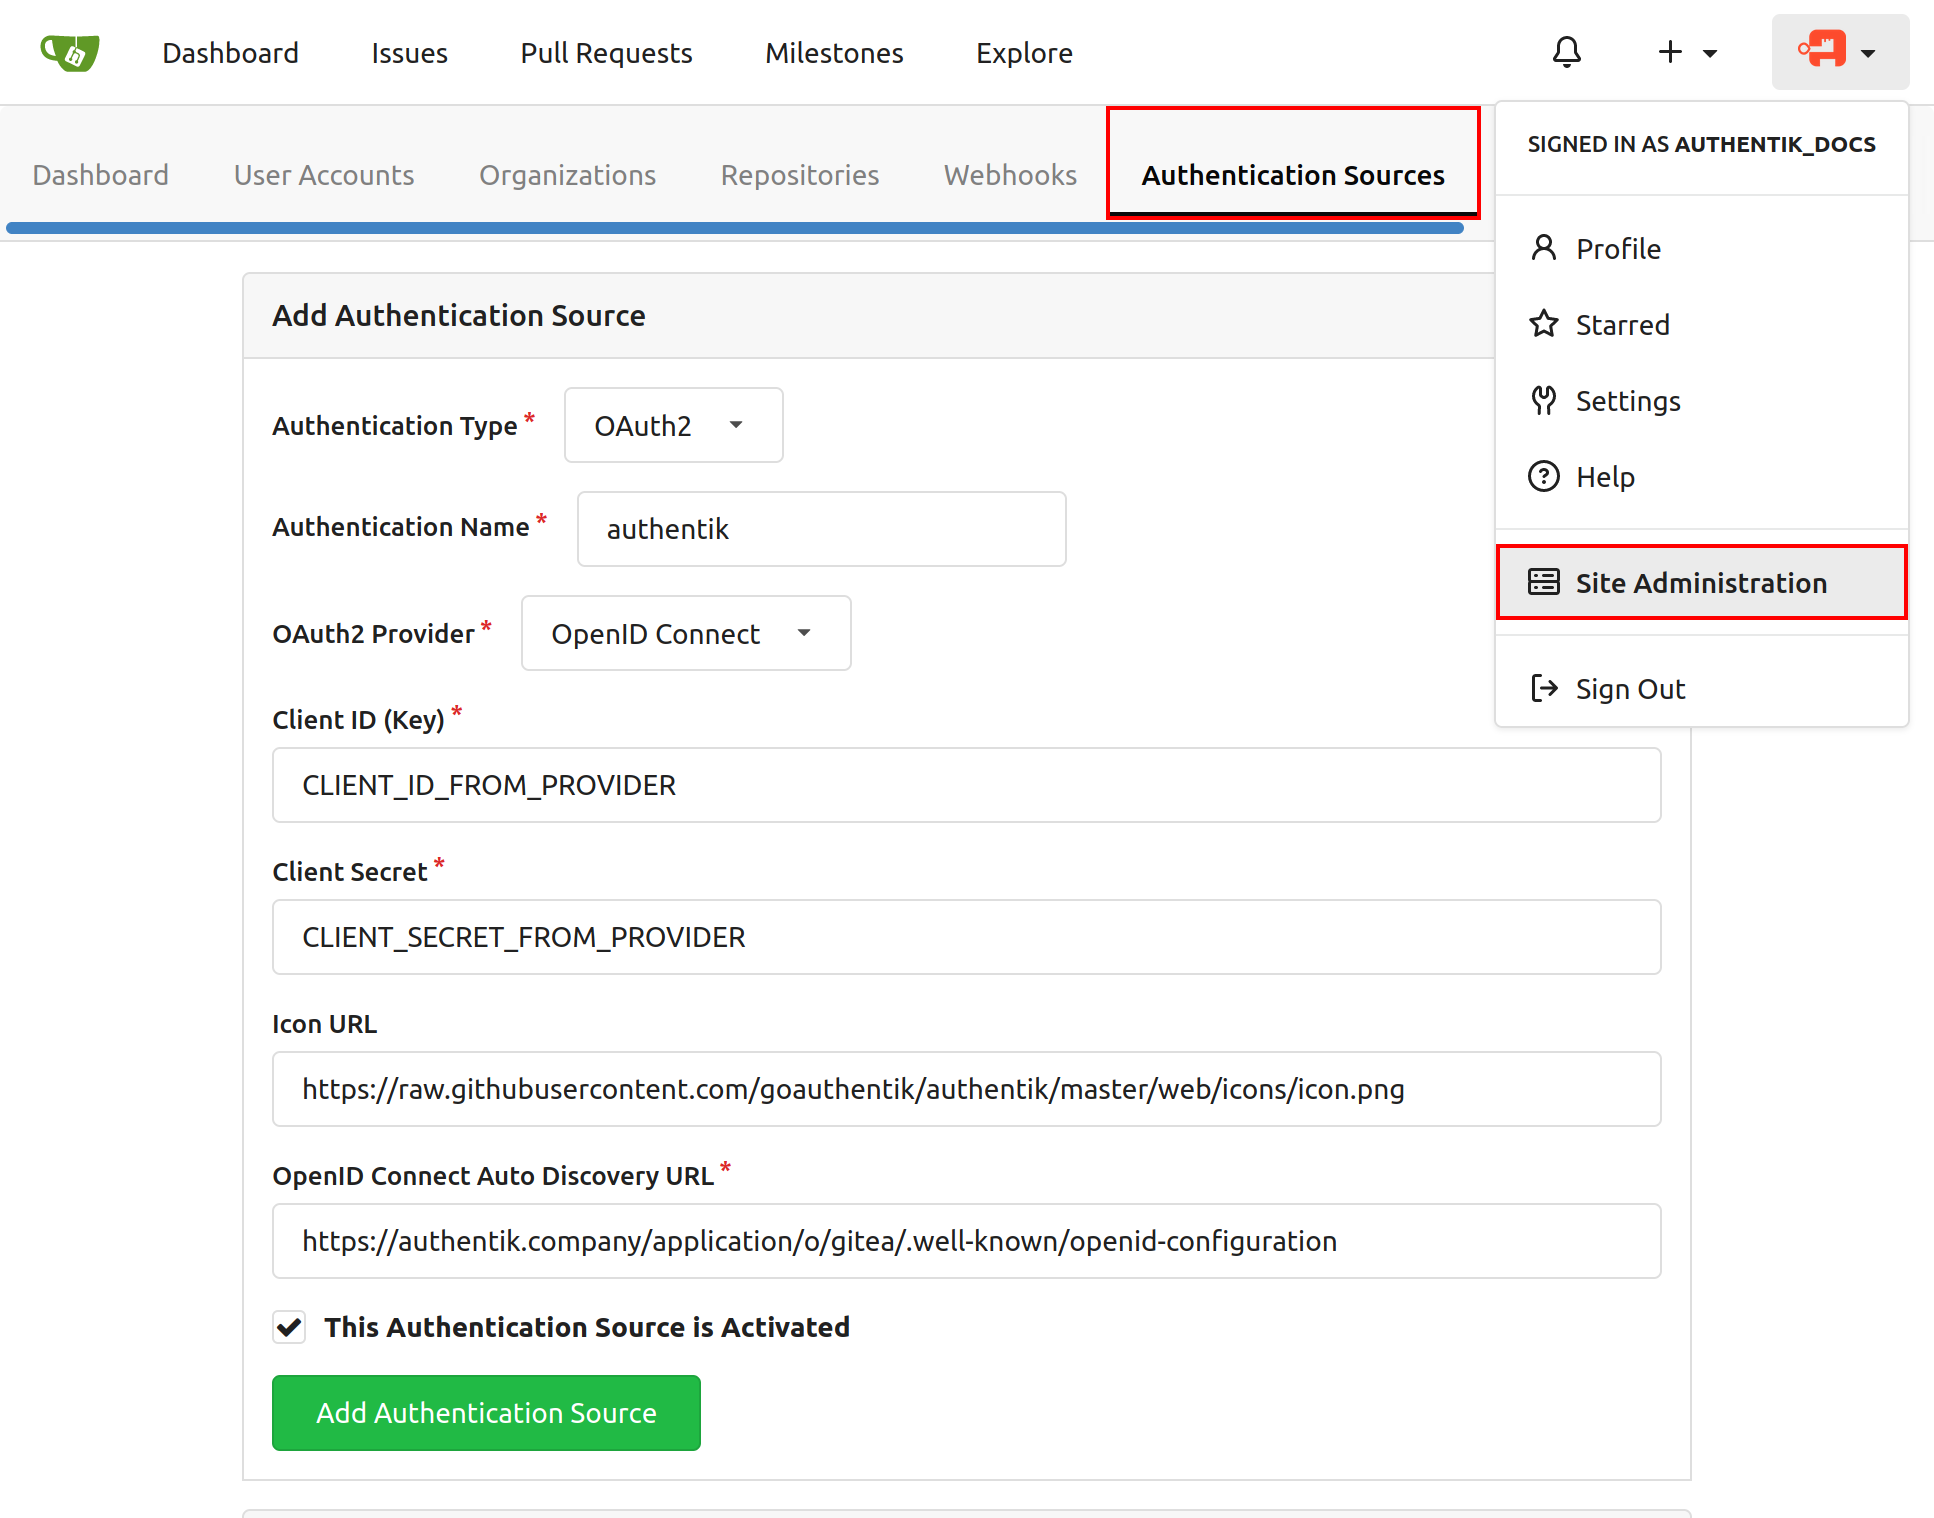 Dashboard Issues Pull Requests Milestones Explore
Dashboard User Accounts Organizations Repositories Webhooks Authentication Sources
SIGNED IN AS AUTHENTIK_DOCS
Profile
Starred
Settings
Help
Site Administration
Sign Out
Add Authentication Source
Authentication Type * OAuth2
Authentication Name * authentik
OAuth2 Provider * OpenID Connect
Client ID (Key) *
CLIENT_ID_FROM_PROVIDER
Client Secret *
CLIENT_SECRET_FROM_PROVIDER
Icon URL
https://raw.githubusercontent.com/goauthentik/authentik/master/web/icons/icon.png
OpenID Connect Auto Discovery URL *
https://authentik.company/application/o/gitea/.well-known/openid-configuration
This Authentication Source is Activated
Add Authentication Source